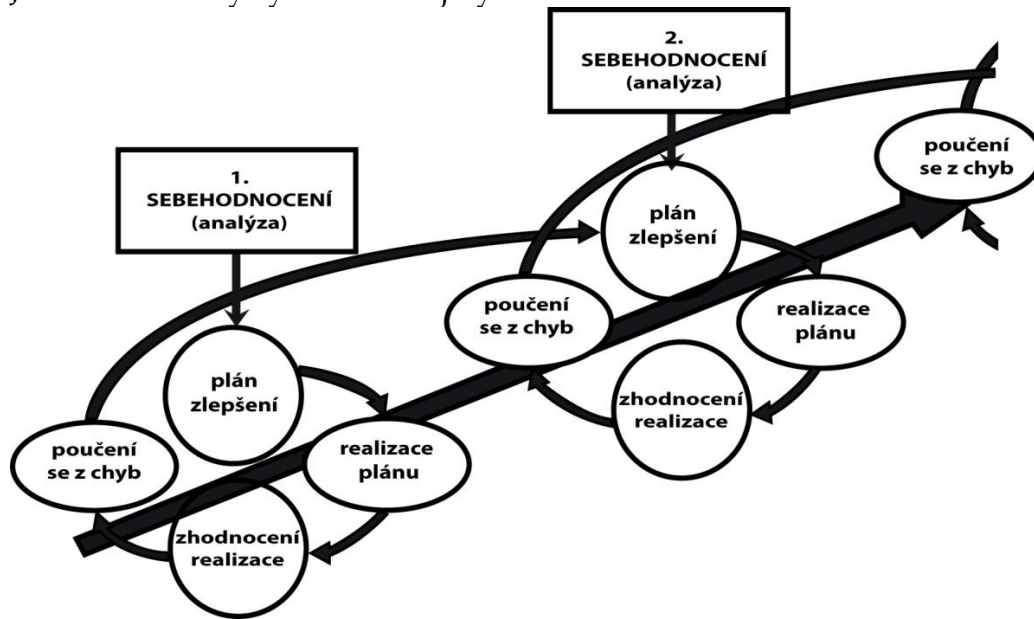 2.
SEBEHODNOCENÍ
(analýza)
1.
SEBEHODNOCENÍ
(analýza)
poučení
se z chyb
plán
zlepšení
poučení
se z chyb
realizace
plánu
plán
zlepšení
zhodnocení
realizace
poučení
se z chyb
realizace
plánu
zhodnocení
realizace